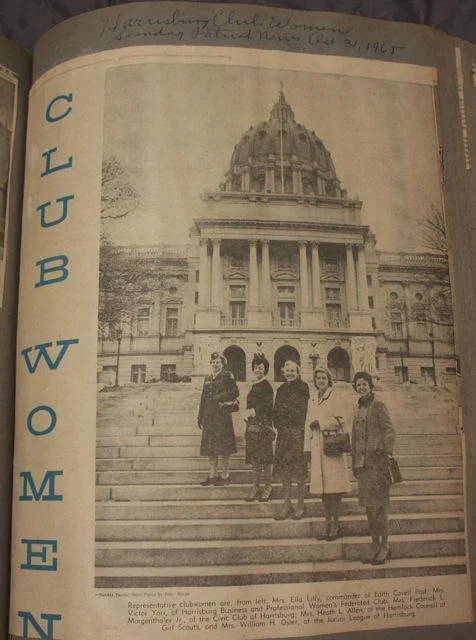 Harrisburg Club Women
Sunday Patriot News Oct 31, 1965
CLUB WOMEN
Representative clubwomen are, from left, Mrs. Ella Lilly, commander of Edith Cavell Post; Mrs.
Victor Yorx, of Harrisburg Business and Professional Women's Federated Club; Mrs. Frederick L.
Morgenthaler Jr., of the Civic Club of Harrisburg; Mrs. Heath L. Allen, of the Hemlock Council of
Girl Scouts, and Mrs. William H. Osler, of the Junior League of Harrisburg.